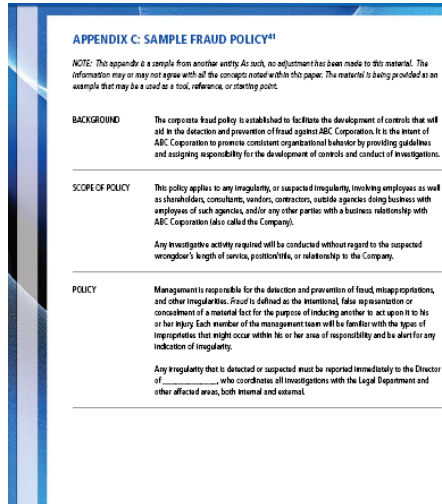 APPENDIX C: SAMPLE FRAUD POLICY⁴¹
NOTE: This appendix is a sample from another entity. As such, no adjustment has been made to this material. The
information may or may not agree with all the concepts noted within this paper. The material is being provided as an
example that may be a used as a tool, reference, or starting point.
BACKGROUND
The corporate fraud policy is established to facilitate the development of controls that will
aid in the detection and prevention of fraud against ABC Corporation. It is the intent of
ABC Corporation to promote consistent organizational behavior by providing guidelines
and assigning responsibility for the development of controls and conduct of investigations.
SCOPE OF POLICY
This policy applies to any irregularity, or suspected irregularity, involving employees as well
as shareholders, consultants, vendors, contractors, outside agencies doing business with
employees of such agencies, and/or any other parties with a business relationship with
ABC Corporation (also called the Company).
Any investigative activity required will be conducted without regard to the suspected
wrongdoer's length of service, position/title, or relationship to the Company.
POLICY
Management is responsible for the detection and prevention of fraud, misappropriations,
and other irregularities. Fraud is defined as the intentional, false representation or
concealment of a material fact for the purpose of inducing another to act upon it to his
or her injury. Each member of the management team will be familiar with the types of
improprieties that might occur within his or her area of responsibility and be alert for any
indication of irregularity.
Any irregularity that is detected or suspected must be reported immediately to the Director
of _____________, who coordinates all investigations with the Legal Department and
other affected areas, both internal and external.